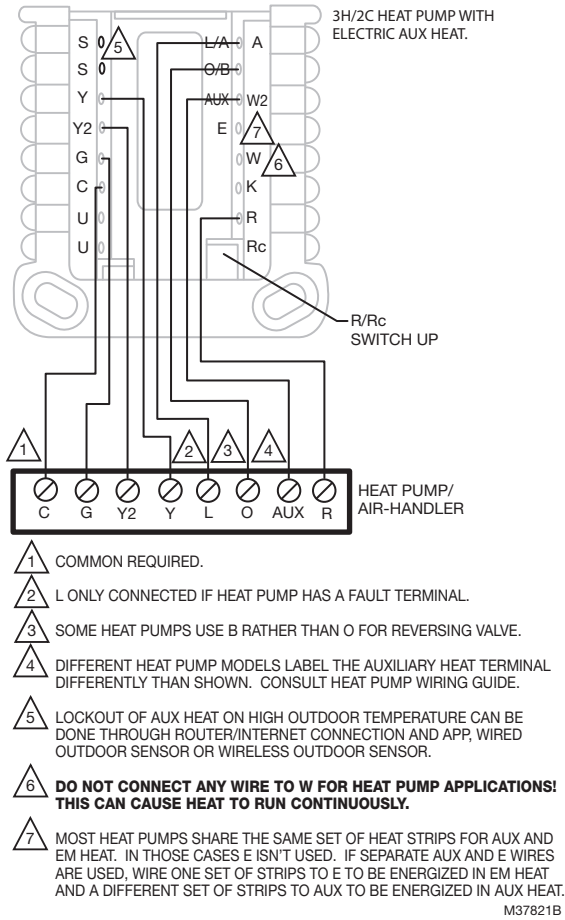 3H/2C HEAT PUMP WITH
ELECTRIC AUX HEAT.
S 5 L/A A
S O/B
Y AUX W2
Y2 E 7
G W 6
C K
U R
U Rc
R/Rc
SWITCH UP
1 2 3 4
C G Y2 Y L O AUX R
HEAT PUMP/
AIR-HANDLER
1 COMMON REQUIRED.
2 L ONLY CONNECTED IF HEAT PUMP HAS A FAULT TERMINAL.
3 SOME HEAT PUMPS USE B RATHER THAN O FOR REVERSING VALVE.
4 DIFFERENT HEAT PUMP MODELS LABEL THE AUXILIARY HEAT TERMINAL
DIFFERENTLY THAN SHOWN. CONSULT HEAT PUMP WIRING GUIDE.
5 LOCKOUT OF AUX HEAT ON HIGH OUTDOOR TEMPERATURE CAN BE
DONE THROUGH ROUTER/INTERNET CONNECTION AND APP, WIRED
OUTDOOR SENSOR OR WIRELESS OUTDOOR SENSOR.
6 DO NOT CONNECT ANY WIRE TO W FOR HEAT PUMP APPLICATIONS!
THIS CAN CAUSE HEAT TO RUN CONTINUOUSLY.
7 MOST HEAT PUMPS SHARE THE SAME SET OF HEAT STRIPS FOR AUX AND
EM HEAT. IN THOSE CASES E ISN'T USED. IF SEPARATE AUX AND E WIRES
ARE USED, WIRE ONE SET OF STRIPS TO E TO BE ENERGIZED IN EM HEAT
AND A DIFFERENT SET OF STRIPS TO AUX TO BE ENERGIZED IN AUX HEAT.
M37821B